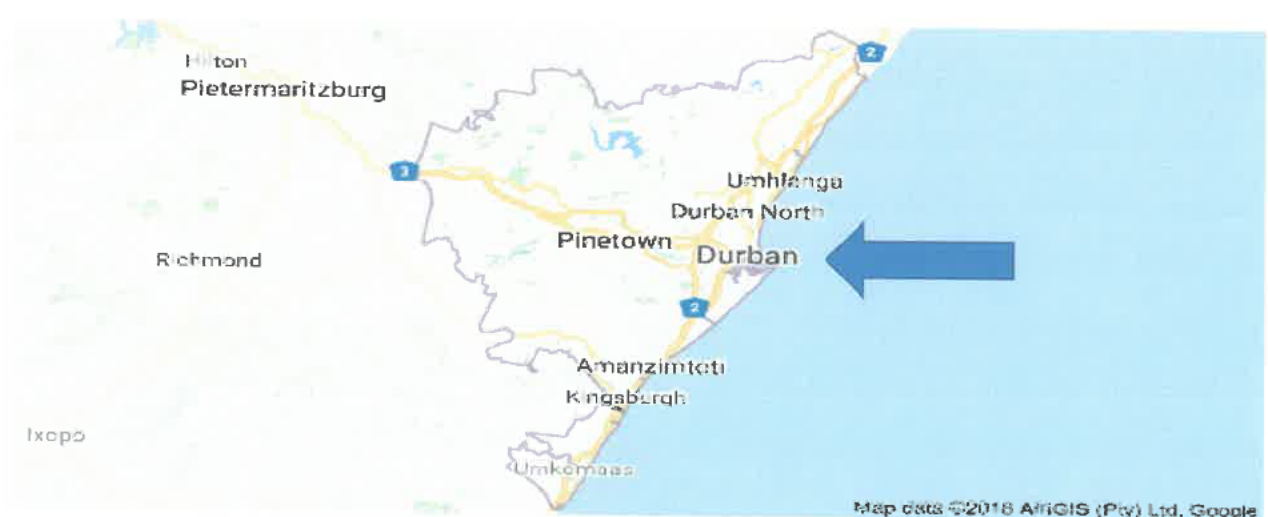 2
Hilton
Pietermaritzburg
3
Umhlanga
Durban North
Pinetown
Durban
Richmond
2
Amanzimtoti
Kingsburgh
Ixopo
Umkomaas
Map data ©2018 AfriGIS (Pty) Ltd, Google